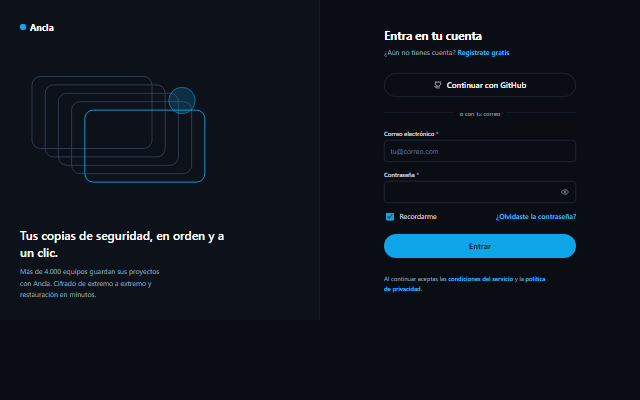 Ancla
Tus copias de seguridad, en orden y a
un clic.
Más de 4.000 equipos guardan sus proyectos
con Ancla. Cifrado de extremo a extremo y
restauración en minutos.
Entra en tu cuenta
¿Aún no tienes cuenta? Regístrate gratis
Continuar con GitHub
o con tu correo
Correo electrónico *
tu@correo.com
Contraseña *
Recordarme
¿Olvidaste la contraseña?
Entrar
Al continuar aceptas las condiciones del servicio y la política
de privacidad.